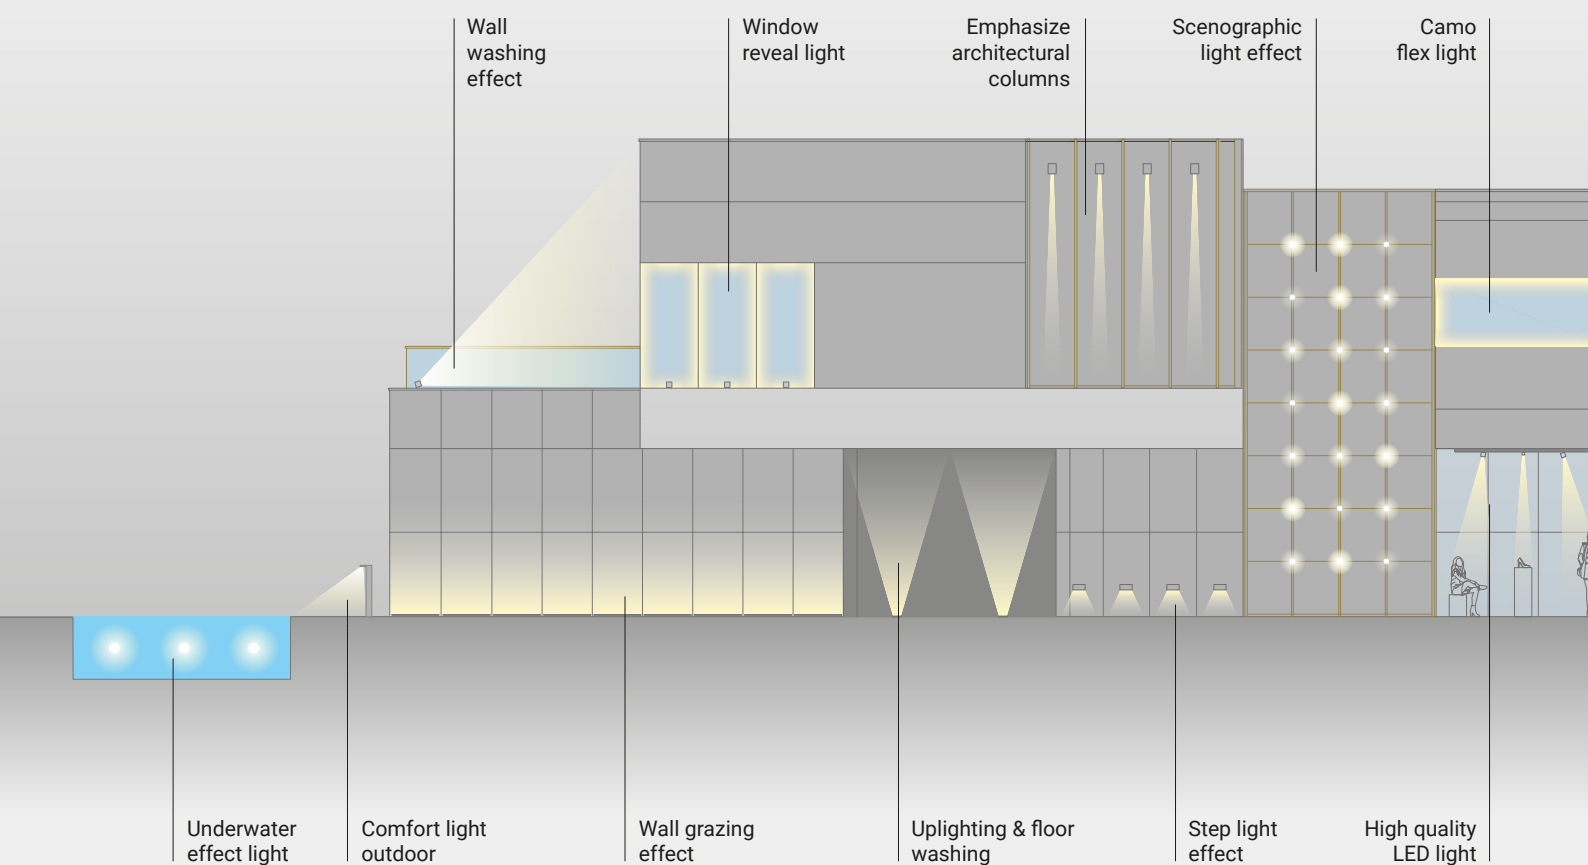 Wall
washing
effect
Window
reveal light
Emphasize
architectural
columns
Scenographic
light effect
Camo
flex light
Underwater
effect light
Comfort light
outdoor
Wall grazing
effect
Uplighting & floor
washing
Step light
effect
High quality
LED light